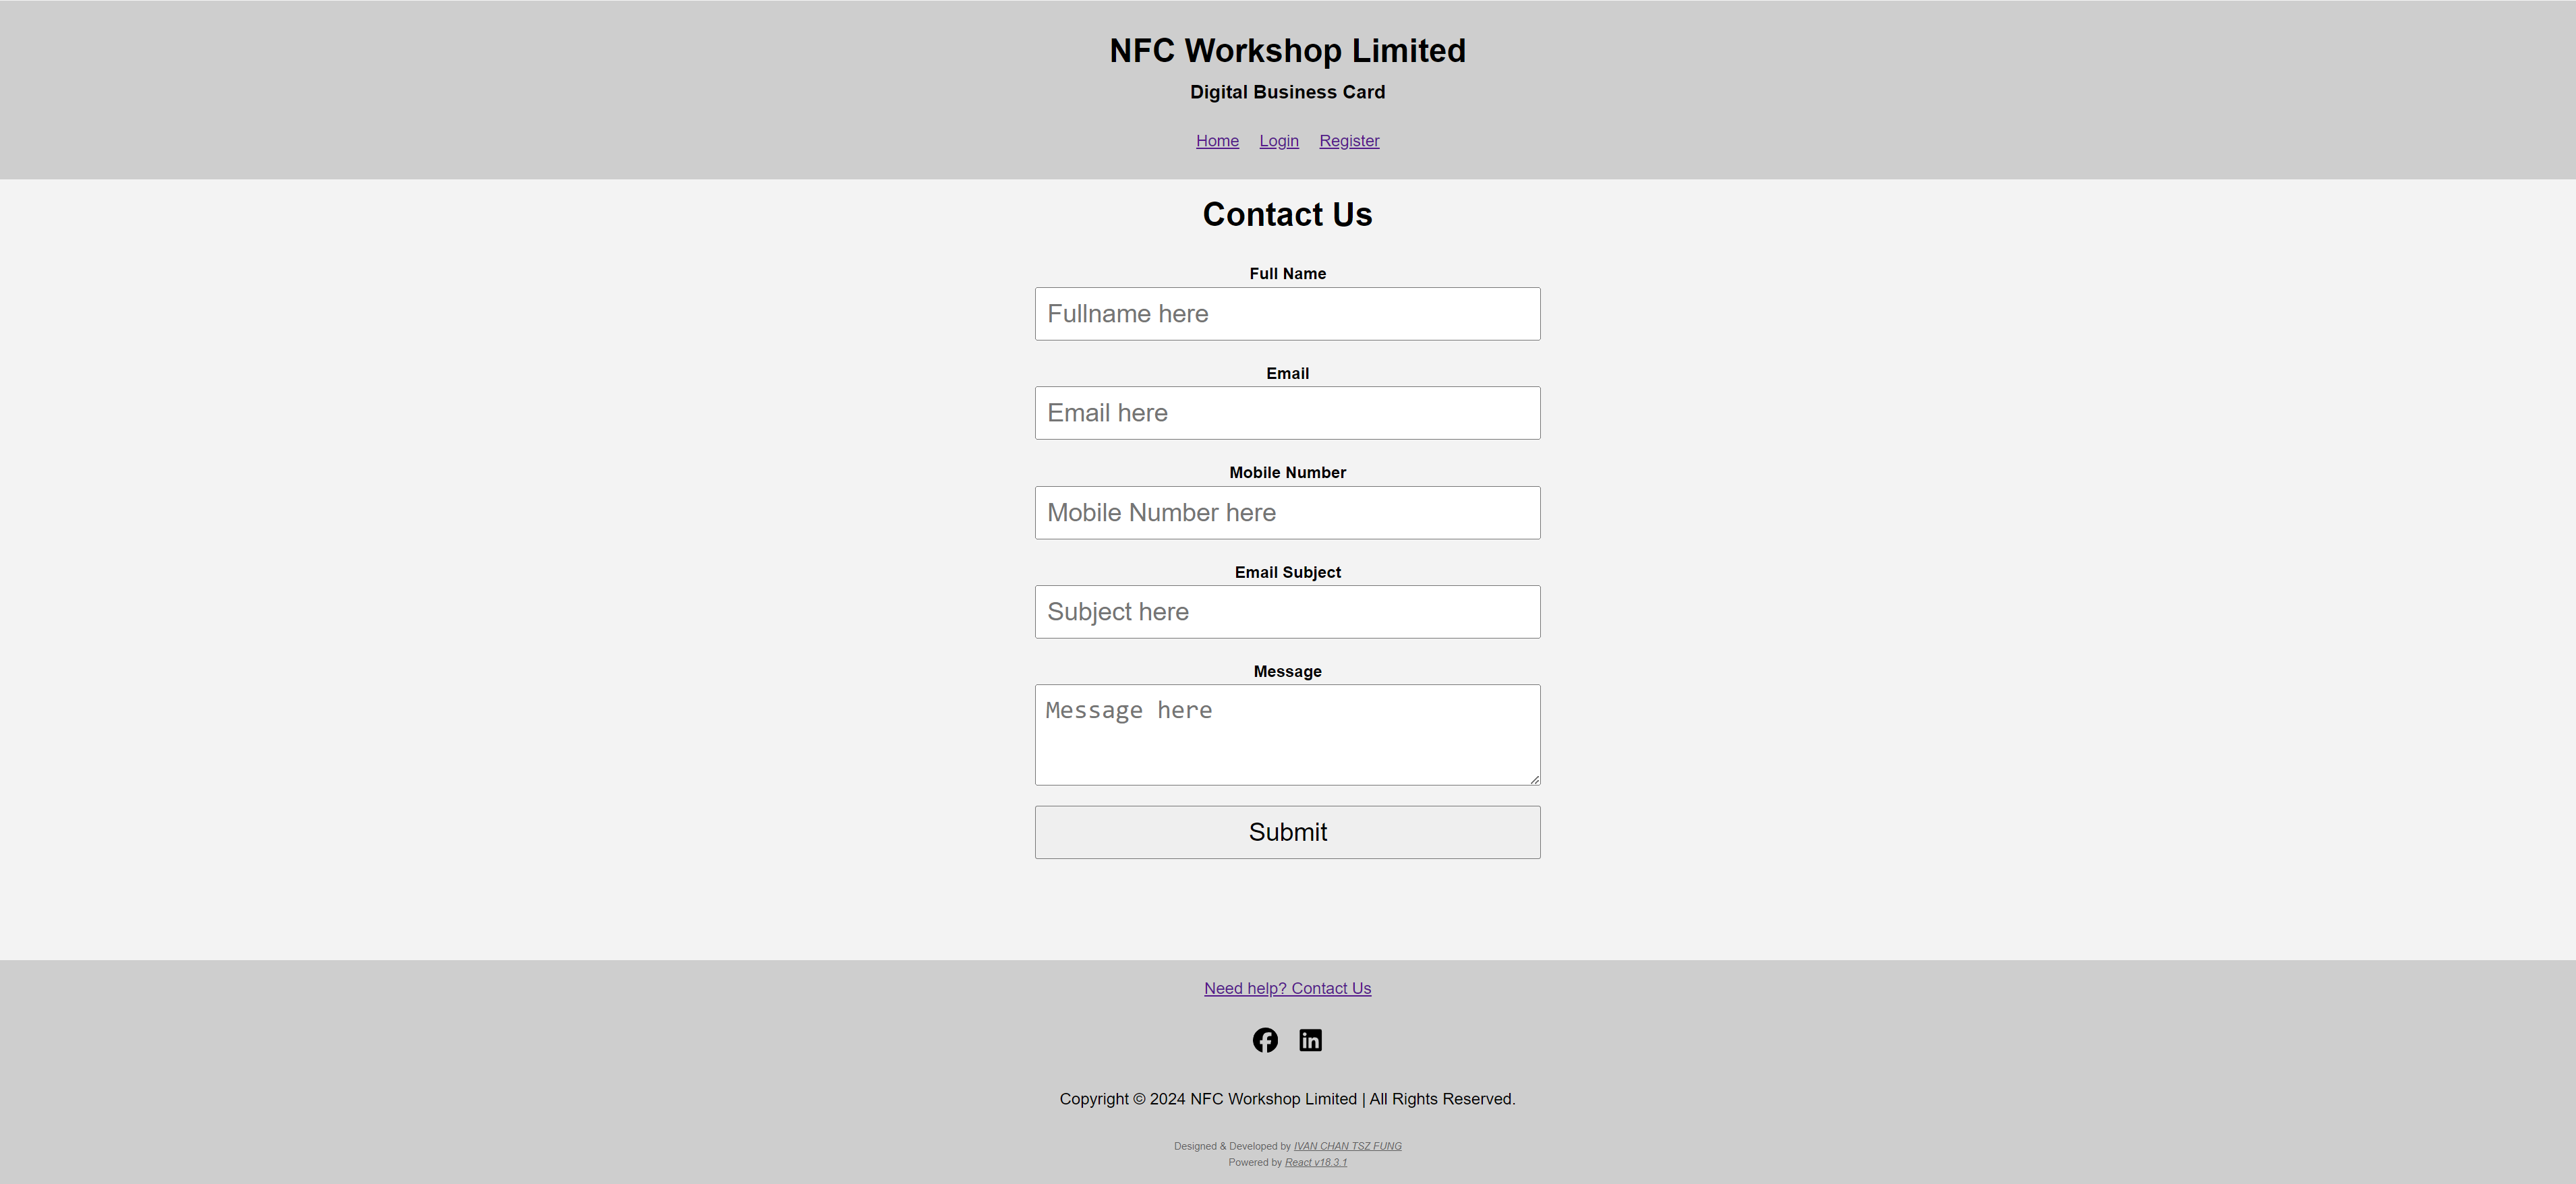 NFC Workshop Limited
Digital Business Card
Home Login Register
Contact Us
Full Name
Fullname here
Email
Email here
Mobile Number
Mobile Number here
Email Subject
Subject here
Message
Message here
Submit
Need help? Contact Us
Copyright © 2024 NFC Workshop Limited | All Rights Reserved.
Designed & Developed by IVAN CHAN TSZ FUNG
Powered by React v18.3.1